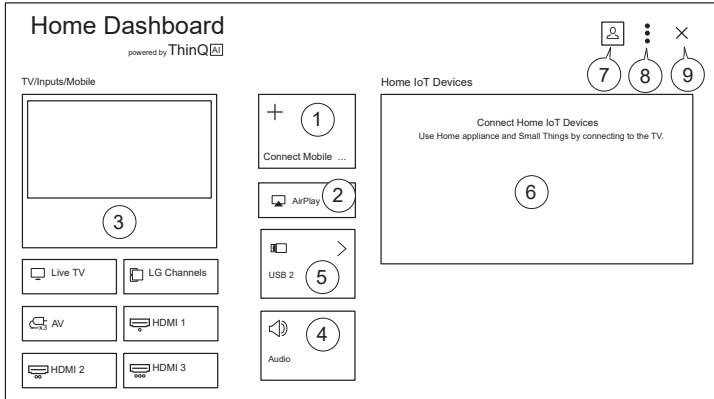 Home Dashboard
powered by ThinQ AI
7
8
9
TV/Inputs/Mobile
Home IoT Devices
1
Connect Mobile ...
2
AirPlay
3
Connect Home IoT Devices
Use Home appliance and Small Things by connecting to the TV.
6
Live TV
LG Channels
USB 2
5
AV
x3
HDMI 1
4
Audio
HDMI 2
HDMI 3